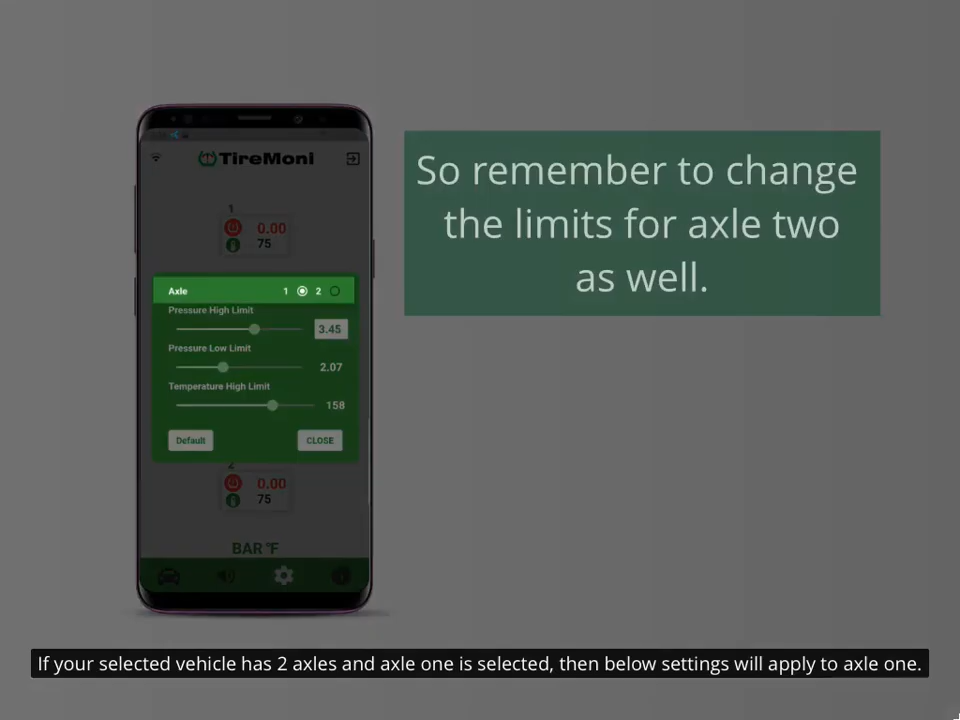 So remember to change
the limits for axle two
as well.
TireMoni
1
0.00
75
Axle 1 2
Pressure High Limit
3.45
Pressure Low Limit
2.07
Temperature High Limit
158
Default CLOSE
2
0.00
75
BAR °F
If your selected vehicle has 2 axles and axle one is selected, then below settings will apply to axle one.